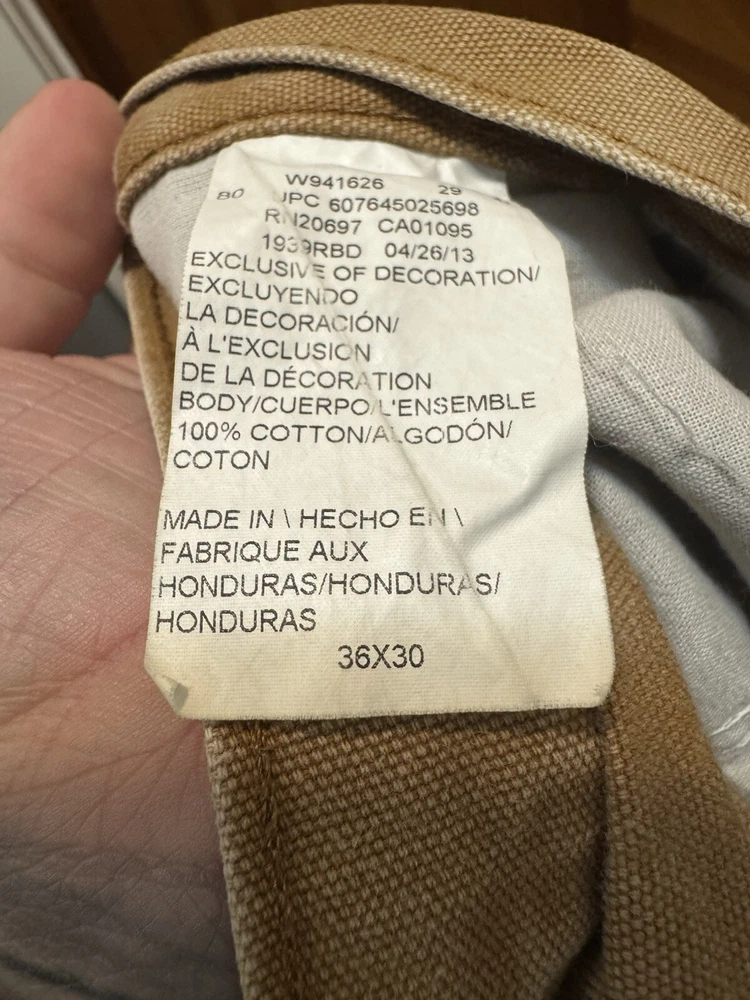 W941626 29
80 UPC 607645025698
RN20697 CA01095
1939RBD 04/26/13
EXCLUSIVE OF DECORATION/
EXCLUYENDO
LA DECORACIÓN/
À L'EXCLUSION
DE LA DÉCORATION
BODY/CUERPO/L'ENSEMBLE
100% COTTON/ALGODÓN/
COTON
MADE IN \ HECHO EN \
FABRIQUE AUX
HONDURAS/HONDURAS/
HONDURAS
36X30